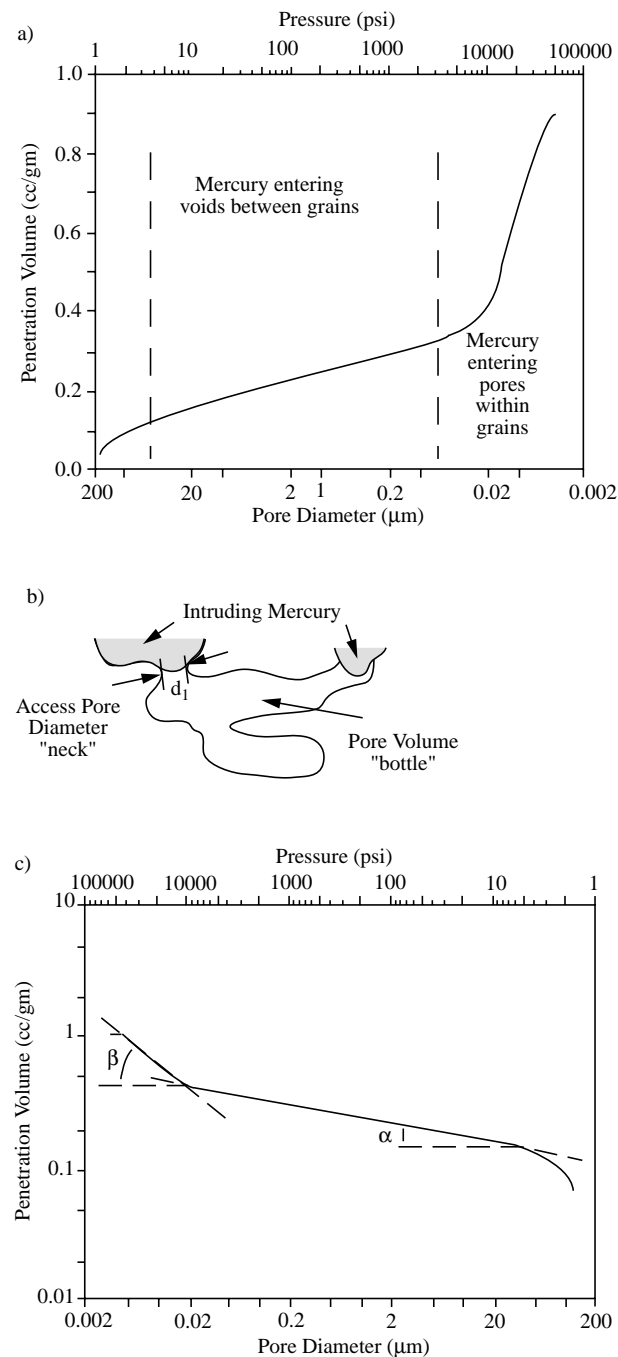 a)
Pressure (psi)
1 10 100 1000 10000 100000
1.0
0.8
0.6
0.4
0.2
0.0
Penetration Volume (cc/gm)
Mercury entering
voids between grains
Mercury
entering
pores
within
grains
200 20 2 1 0.2 0.02 0.002
Pore Diameter (μm)
b)
Intruding Mercury
d1
Access Pore
Diameter
"neck"
Pore Volume
"bottle"
c)
Pressure (psi)
100000 10000 1000 100 10 1
10
1
0.1
0.01
Penetration Volume (cc/gm)
β
α
0.002 0.02 0.2 2 20 200
Pore Diameter (μm)